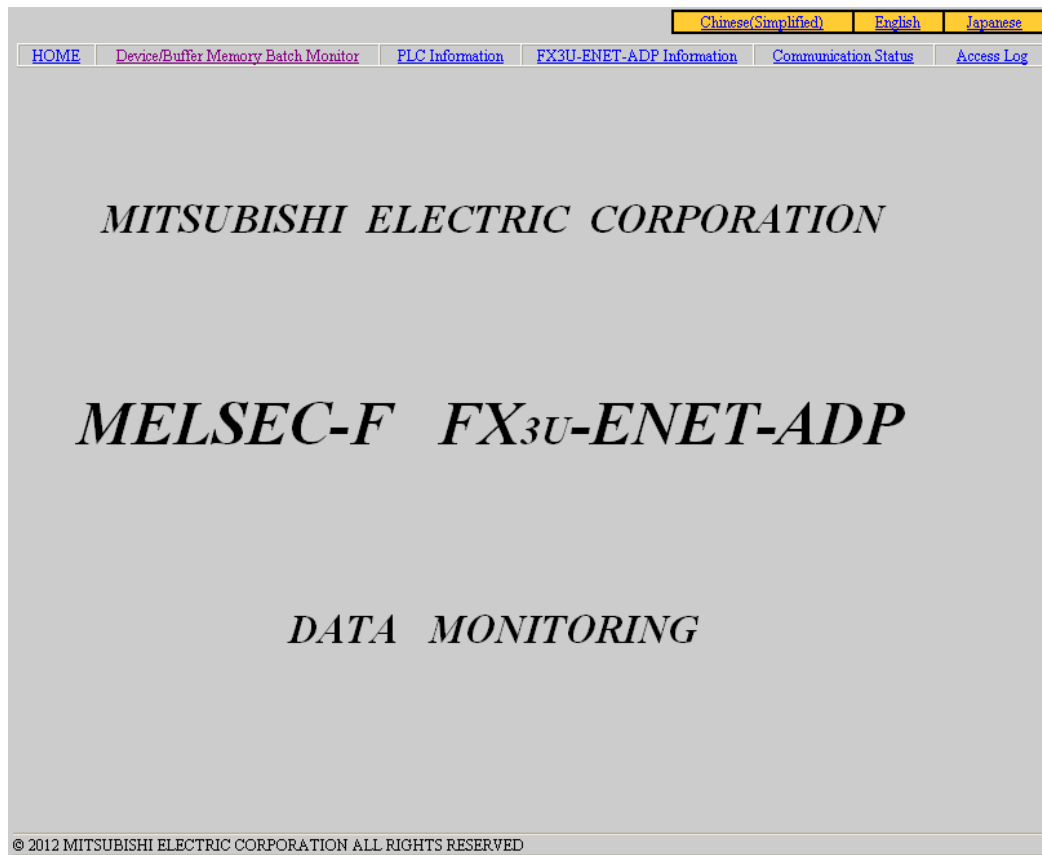 Chinese(Simplified) English Japanese
HOME Device/Buffer Memory Batch Monitor PLC Information FX3U-ENET-ADP Information Communication Status Access Log
MITSUBISHI ELECTRIC CORPORATION
MELSEC-F FX3U-ENET-ADP
DATA MONITORING
© 2012 MITSUBISHI ELECTRIC CORPORATION ALL RIGHTS RESERVED